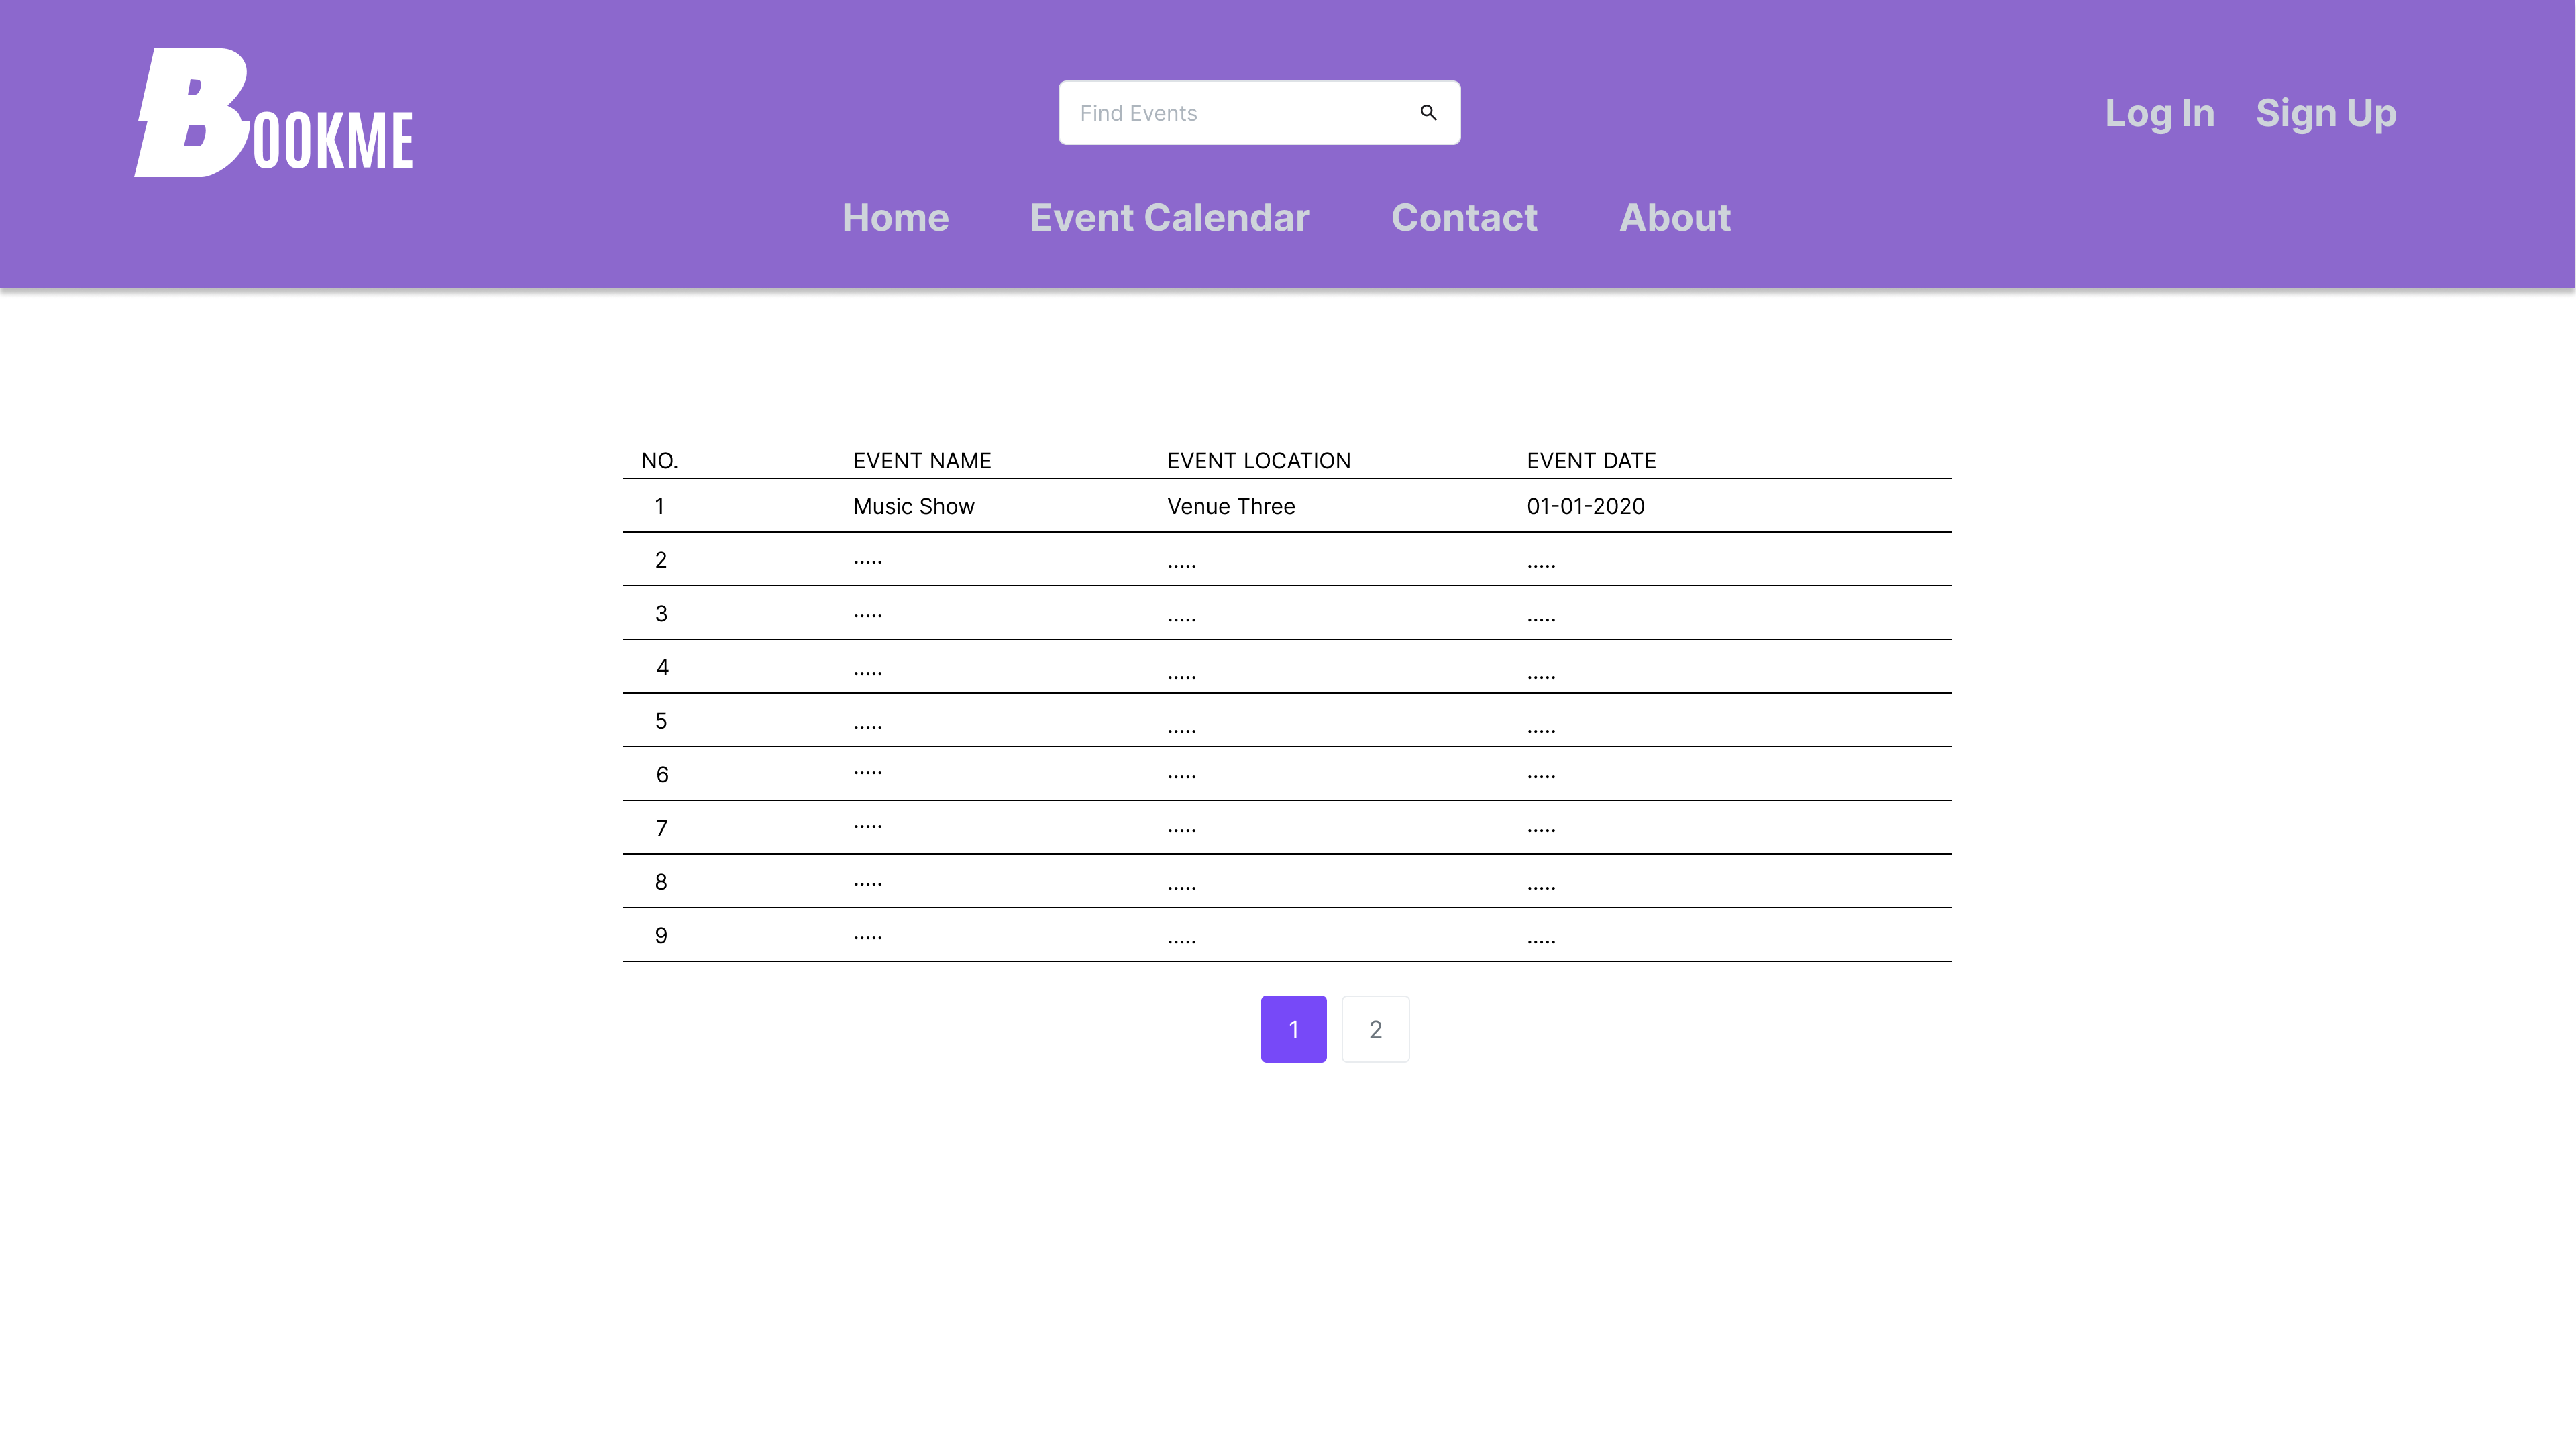 BOOKME
Find Events
Log In Sign Up
Home Event Calendar Contact About
NO. EVENT NAME EVENT LOCATION EVENT DATE
1 Music Show Venue Three 01-01-2020
2 ..... ..... .....
3 ..... ..... .....
4 ..... ..... .....
5 ..... ..... .....
6 ..... ..... .....
7 ..... ..... .....
8 ..... ..... .....
9 ..... ..... .....
1 2